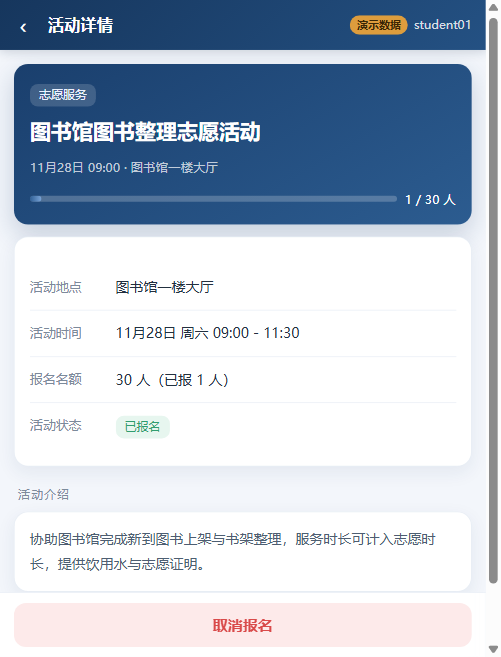 ‹ 活动详情 演示数据 student01
志愿服务
图书馆图书整理志愿活动
11月28日 09:00 · 图书馆一楼大厅
1 / 30 人
活动地点 图书馆一楼大厅
活动时间 11月28日 周六 09:00 - 11:30
报名名额 30 人（已报 1 人）
活动状态 已报名
活动介绍
协助图书馆完成新到图书上架与书架整理，服务时长可计入志愿时
长，提供饮用水与志愿证明。
取消报名